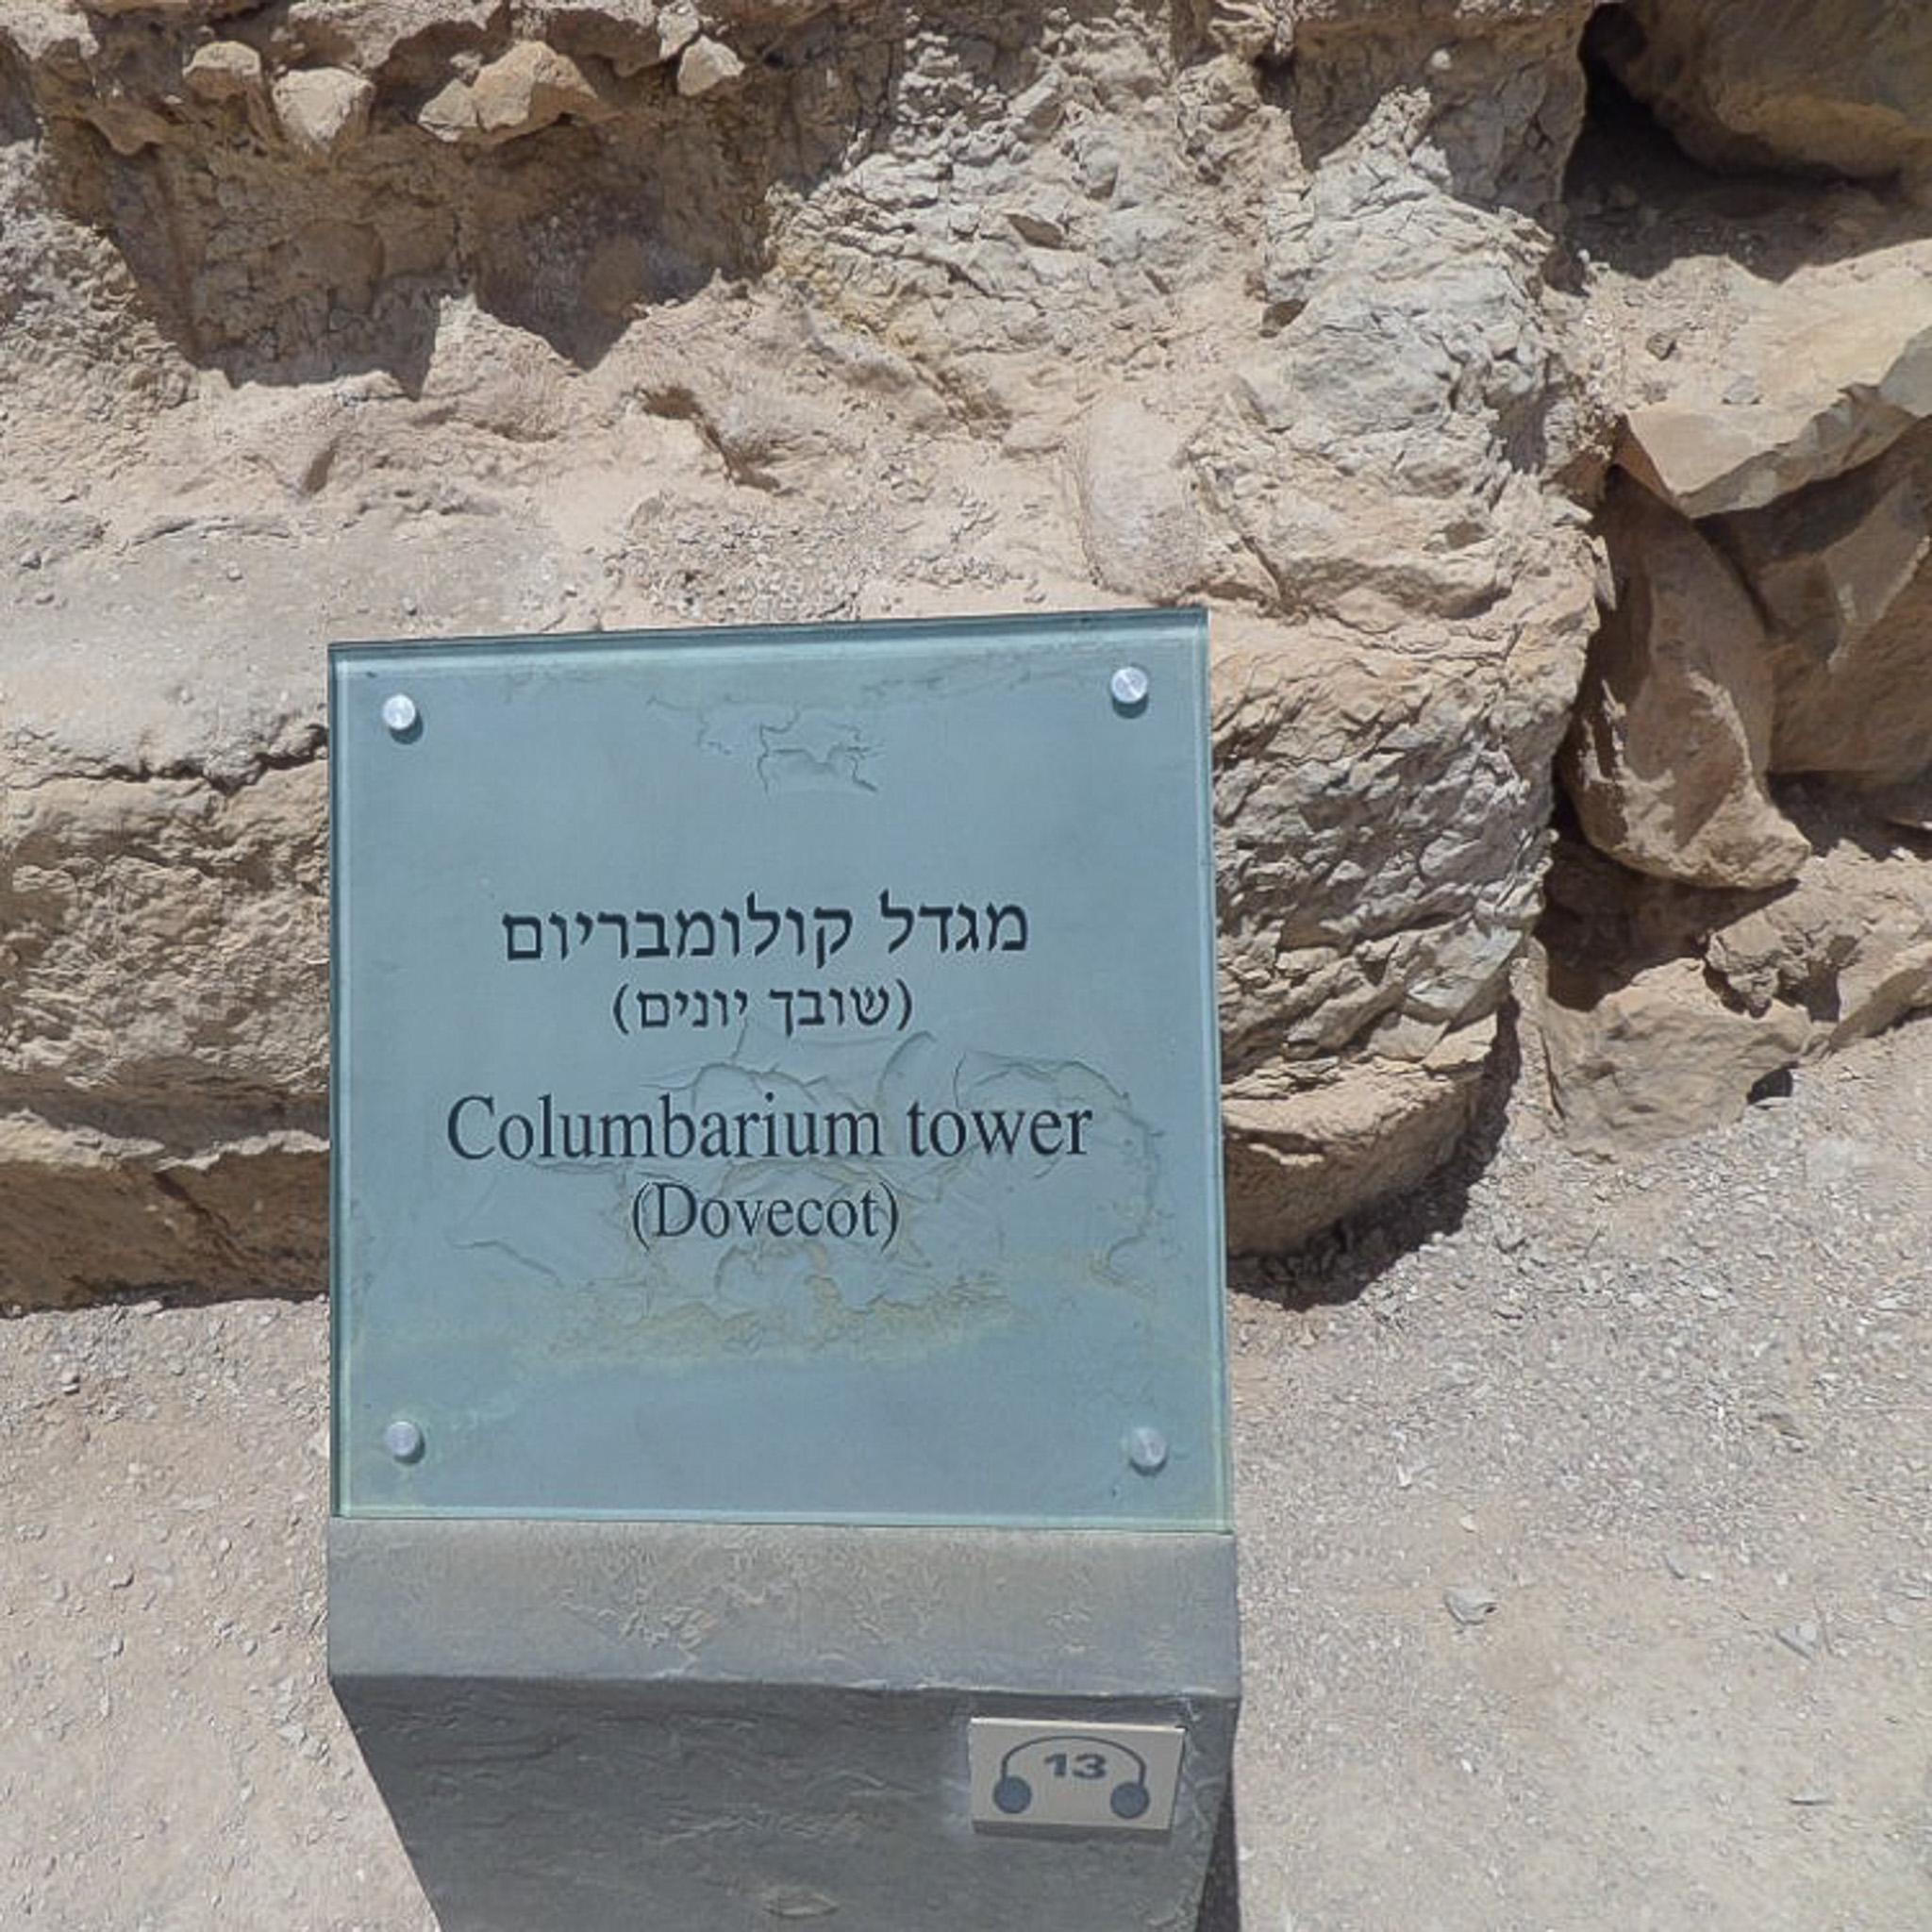 מגדל קולומבריום
(שובך יונים)
Columbarium tower
(Dovecot)
13